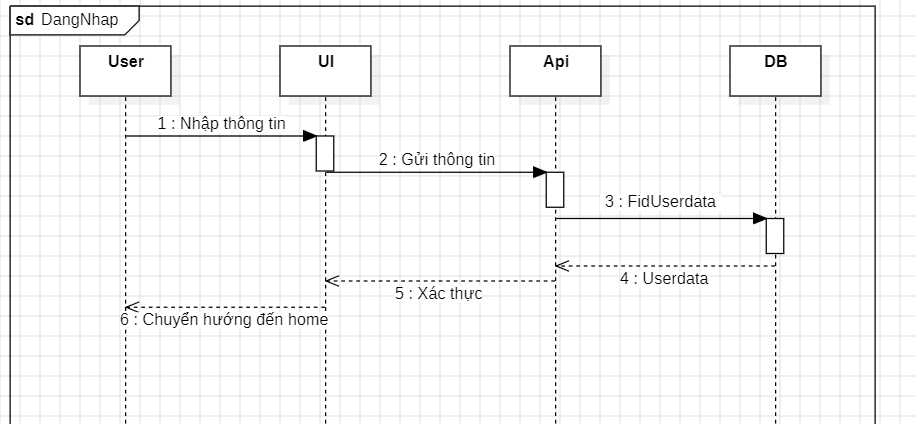 sd DangNhap
User
UI
Api
DB
1 : Nhập thông tin
2 : Gửi thông tin
3 : FidUserdata
4 : Userdata
5 : Xác thực
6 : Chuyển hướng đến home